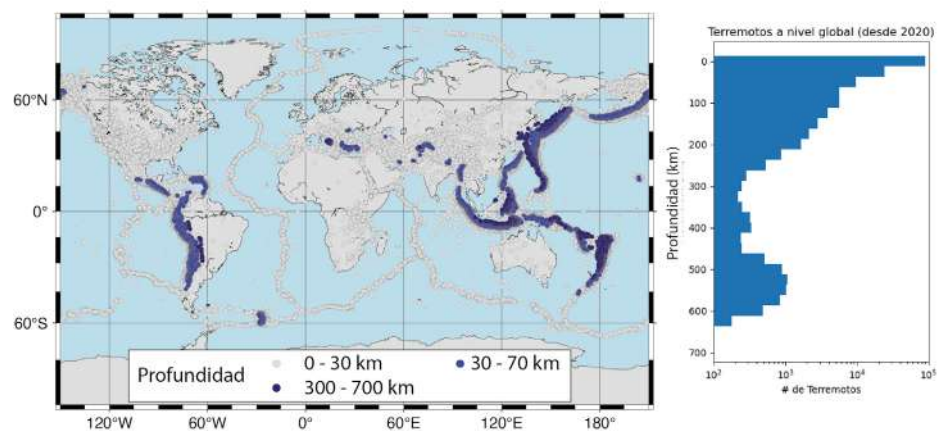 Terremotos a nivel global (desde 2020)
60°N
0°
60°S
120°W
60°W
0°
60°E
120°E
180°
Profundidad
0 - 30 km
30 - 70 km
300 - 700 km
Profundidad (km)
0
100
200
300
400
500
600
700
10²
10³
10⁴
10⁵
# de Terremotos